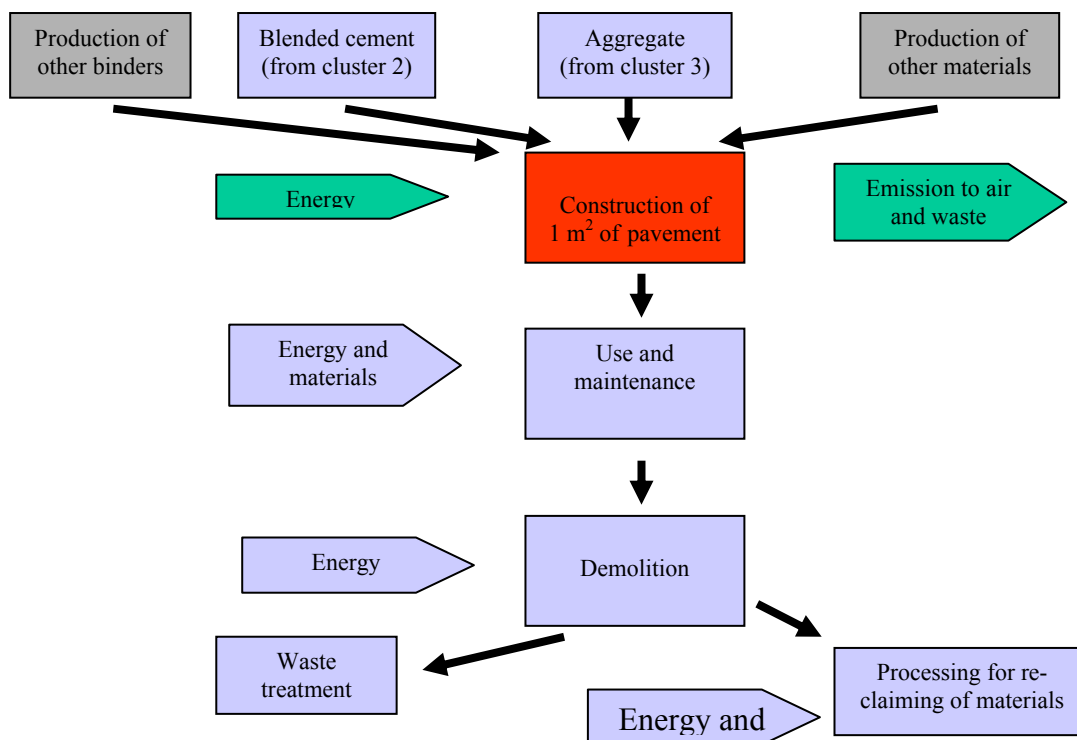 Production of
other binders
Blended cement
(from cluster 2)
Aggregate
(from cluster 3)
Production of
other materials
Energy
Construction of
1 m² of pavement
Emission to air
and waste
Energy and
materials
Use and
maintenance
Energy
Demolition
Waste
treatment
Processing for re-
claiming of materials
Energy and